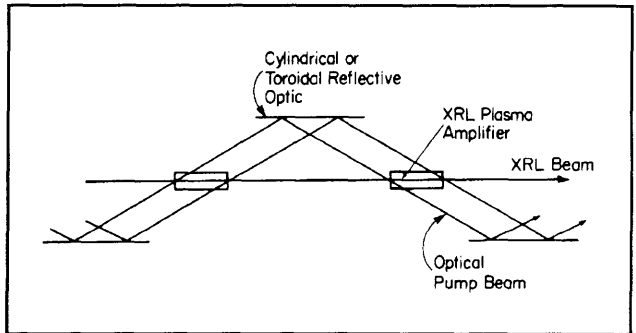 Cylindrical or
Toroidal Reflective
Optic
XRL Plasma
Amplifier
XRL Beam
Optical
Pump Beam